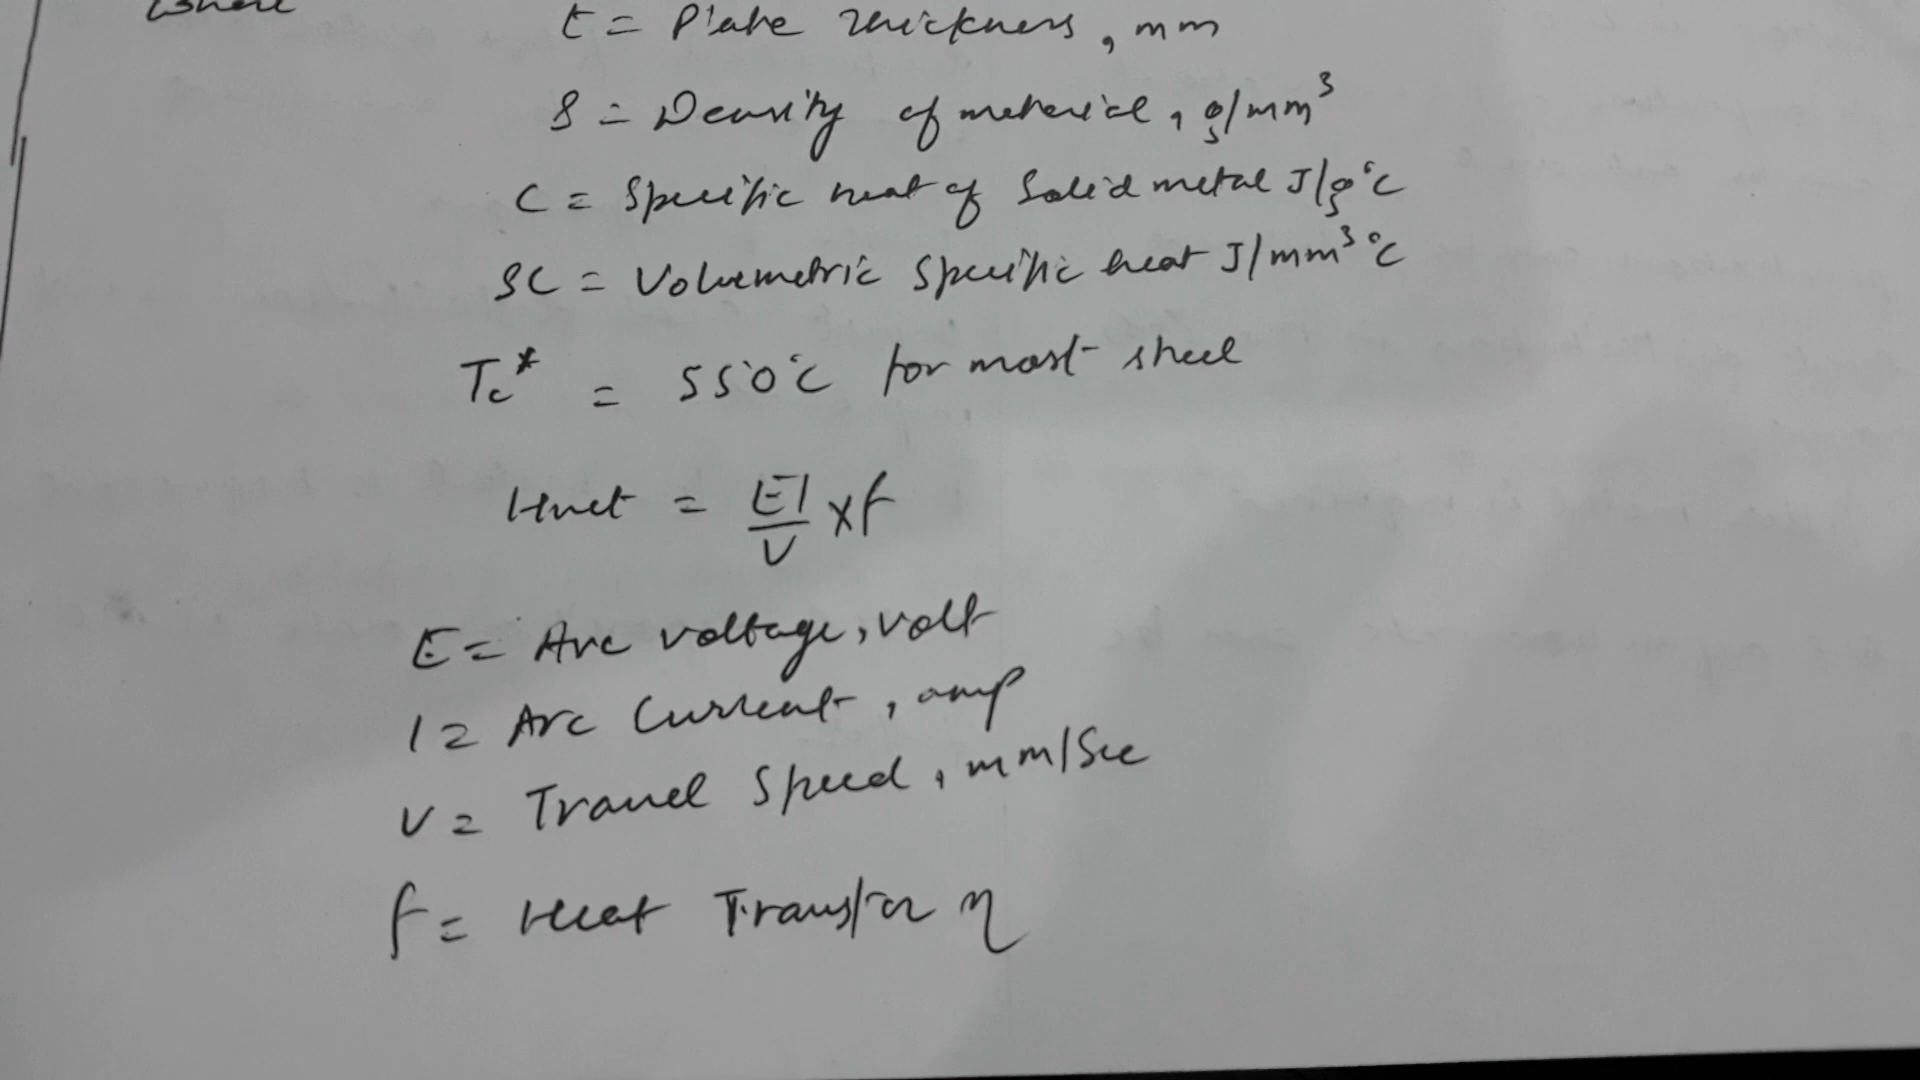 where
t = Plate thickness, mm
ρ = Density of material, g/mm³
C = Specific heat of solid metal J/g°C
ρC = Volumetric specific heat J/mm³ °C
Tc* = 550°C for most steel
Hnet = EI/V × f
E = Arc voltage, volt
I = Arc Current, amp
V = Travel Speed, mm/sec
f = Heat Transfer η